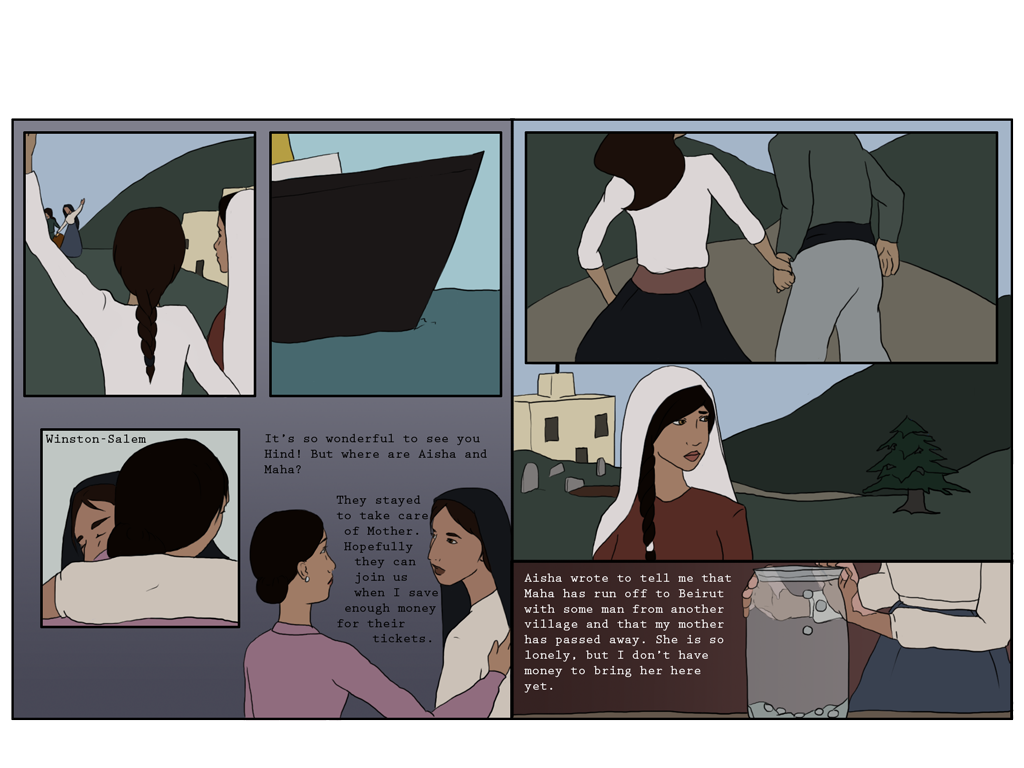 Winston-Salem
It's so wonderful to see you
Hind! But where are Aisha and
Maha?
They stayed
to take care
of Mother.
Hopefully
they can
join us
when I save
enough money
for their
tickets.
Aisha wrote to tell me that
Maha has run off to Beirut
with some man from another
village and that my mother
has passed away. She is so
lonely, but I don't have
money to bring her here
yet.